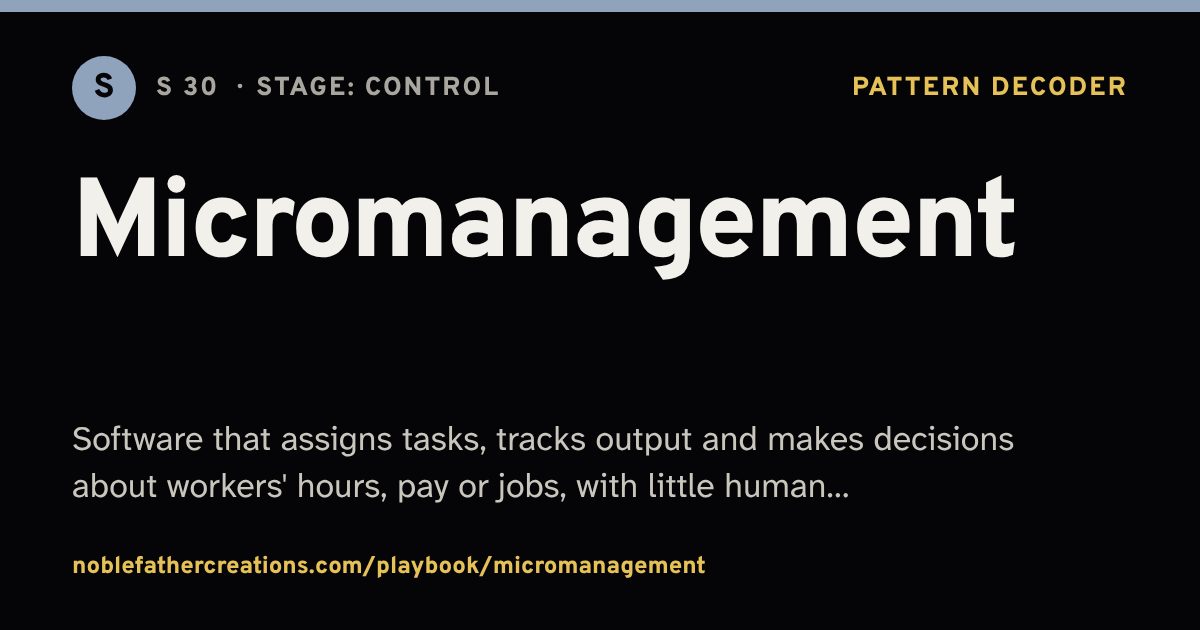 S S 30 · STAGE: CONTROL PATTERN DECODER
Micromanagement
Software that assigns tasks, tracks output and makes decisions
about workers' hours, pay or jobs, with little human...
noblefathercreations.com/playbook/micromanagement